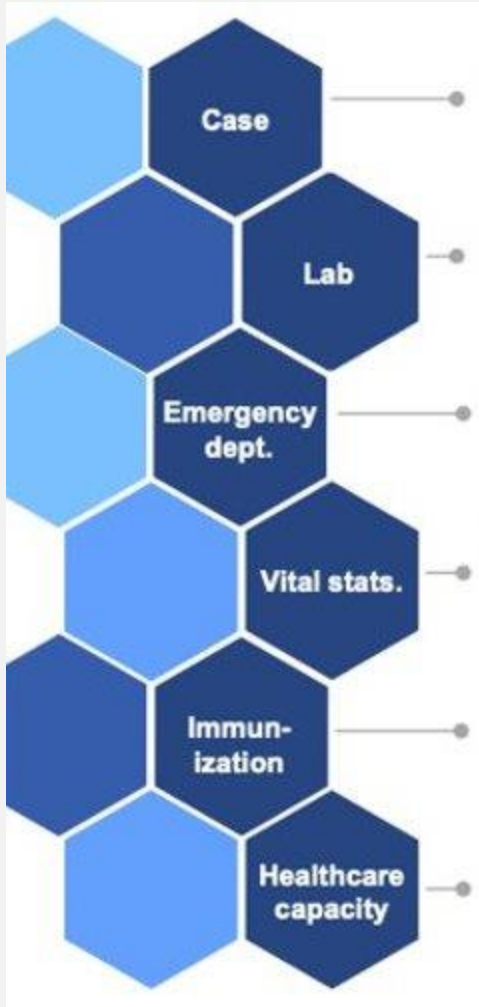 Case
Lab
Emergency
dept.
Vital stats.
Immun-
ization
Healthcare
capacity